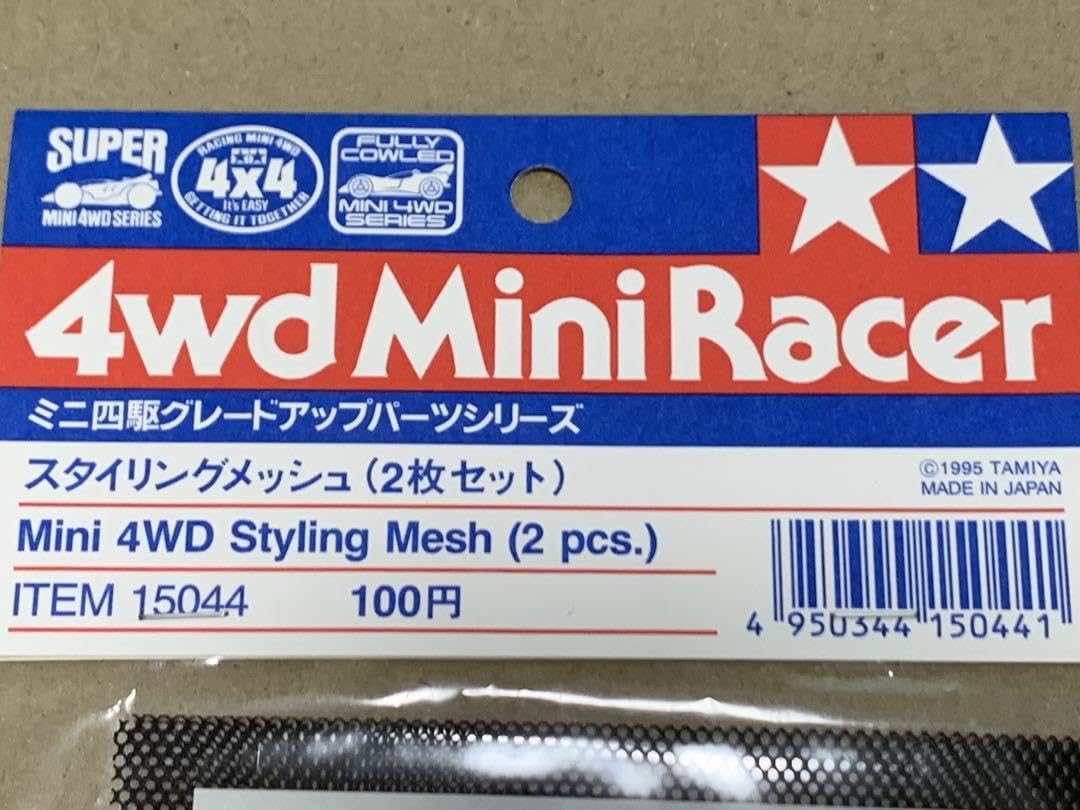 SUPER
MINI 4WD SERIES
RACING MINI 4WD
4x4
It's EASY
GETTING IT TOGETHER
FULLY
COWLED
MINI 4WD
SERIES
4wd Mini Racer
ミニ四駆グレードアップパーツシリーズ
スタイリングメッシュ(2枚セット)
©1995 TAMIYA
MADE IN JAPAN
Mini 4WD Styling Mesh (2 pcs.)
ITEM 15044 100円
4 950344 150441